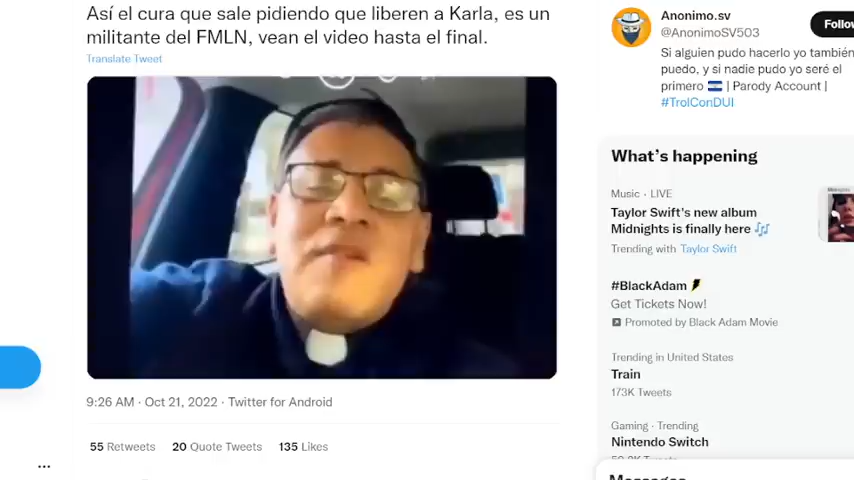 Así el cura que sale pidiendo que liberen a Karla, es un
militante del FMLN, vean el video hasta el final.
Translate Tweet
9:26 AM · Oct 21, 2022 · Twitter for Android
55 Retweets 20 Quote Tweets 135 Likes
Anonimo.sv
@AnonimoSV503
Follow
Si alguien pudo hacerlo yo también
puedo, y si nadie pudo yo seré el
primero 🇸🇻 | Parody Account |
#TrolConDUI
What's happening
Music · LIVE
Taylor Swift's new album
Midnights is finally here 🎶
Trending with Taylor Swift
#BlackAdam ⚡
Get Tickets Now!
Promoted by Black Adam Movie
Trending in United States
Train
173K Tweets
Gaming · Trending
Nintendo Switch
Messages